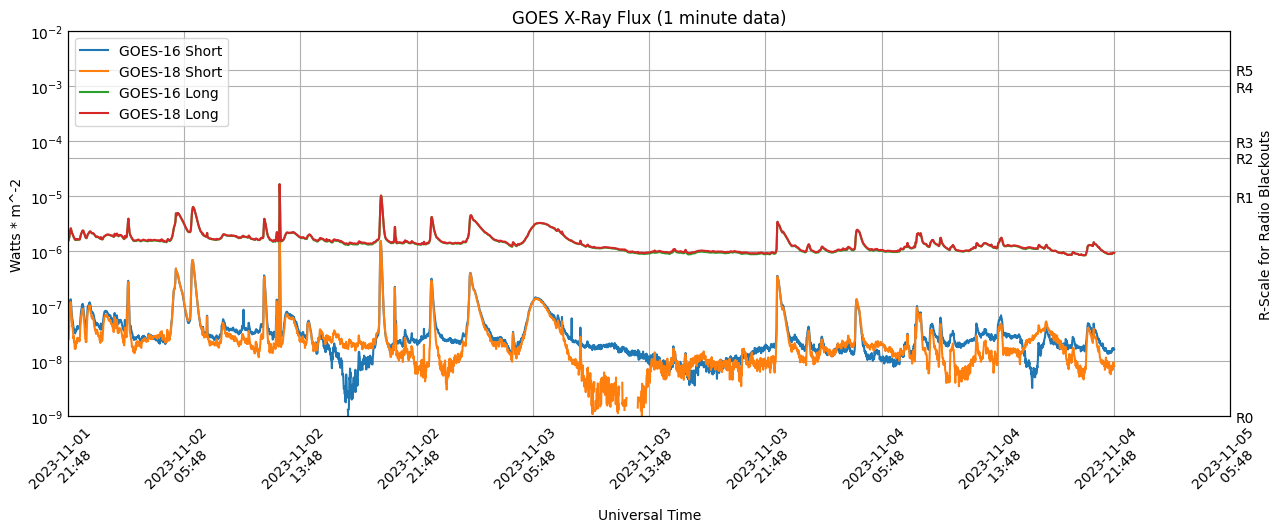 GOES X-Ray Flux (1 minute data)
GOES-16 Short
GOES-18 Short
GOES-16 Long
GOES-18 Long
Watts * m^-2
10^-2
10^-3
10^-4
10^-5
10^-6
10^-7
10^-8
10^-9
R5
R4
R3
R2
R1
R0
R-Scale for Radio Blackouts
2023-11-01
21:48
2023-11-02
05:48
2023-11-02
13:48
2023-11-02
21:48
2023-11-03
05:48
2023-11-03
13:48
2023-11-03
21:48
2023-11-04
05:48
2023-11-04
13:48
2023-11-04
21:48
2023-11-05
05:48
Universal Time